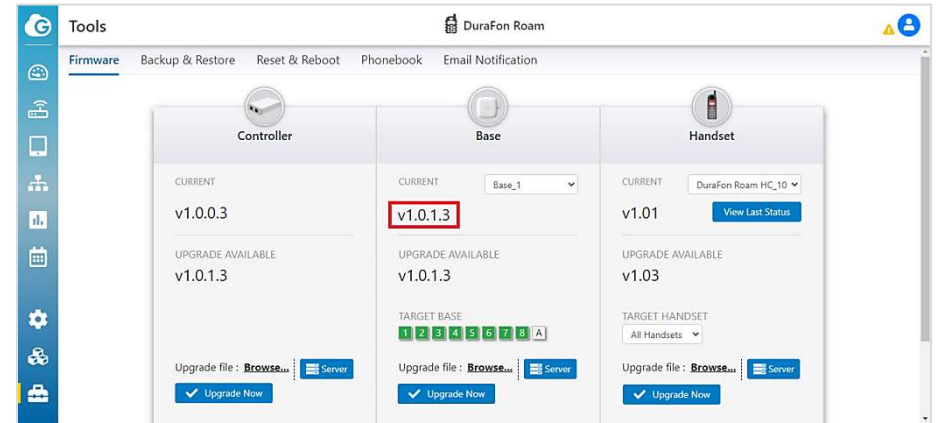 Tools
DuraFon Roam
Firmware Backup & Restore Reset & Reboot Phonebook Email Notification
Controller
CURRENT
v1.0.0.3
UPGRADE AVAILABLE
v1.0.1.3
Upgrade file : Browse... Server
Upgrade Now
Base
CURRENT Base_1
v1.0.1.3
UPGRADE AVAILABLE
v1.0.1.3
TARGET BASE
1 2 3 4 5 6 7 8 A
Upgrade file : Browse... Server
Upgrade Now
Handset
CURRENT DuraFon Roam HC_10
v1.01 View Last Status
UPGRADE AVAILABLE
v1.03
TARGET HANDSET
All Handsets
Upgrade file : Browse... Server
Upgrade Now